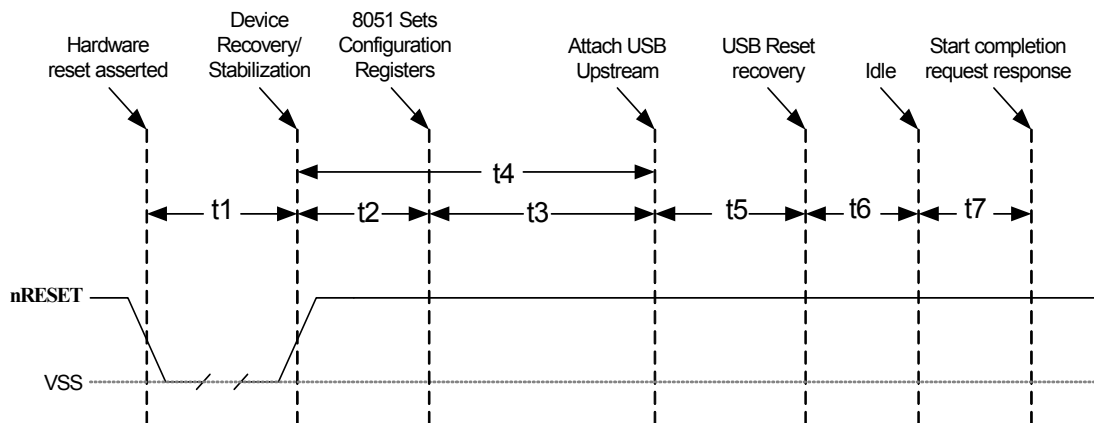 Hardware
reset asserted
Device
Recovery/
Stabilization
8051 Sets
Configuration
Registers
Attach USB
Upstream
USB Reset
recovery
Idle
Start completion
request response
t4
t1
t2
t3
t5
t6
t7
nRESET
VSS